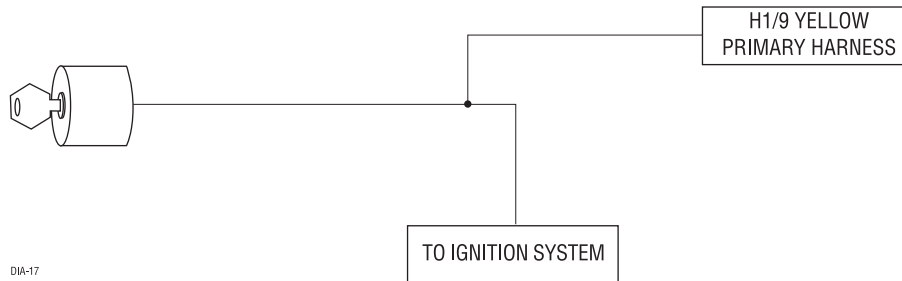 H1/9 YELLOW
PRIMARY HARNESS
TO IGNITION SYSTEM
DIA-17